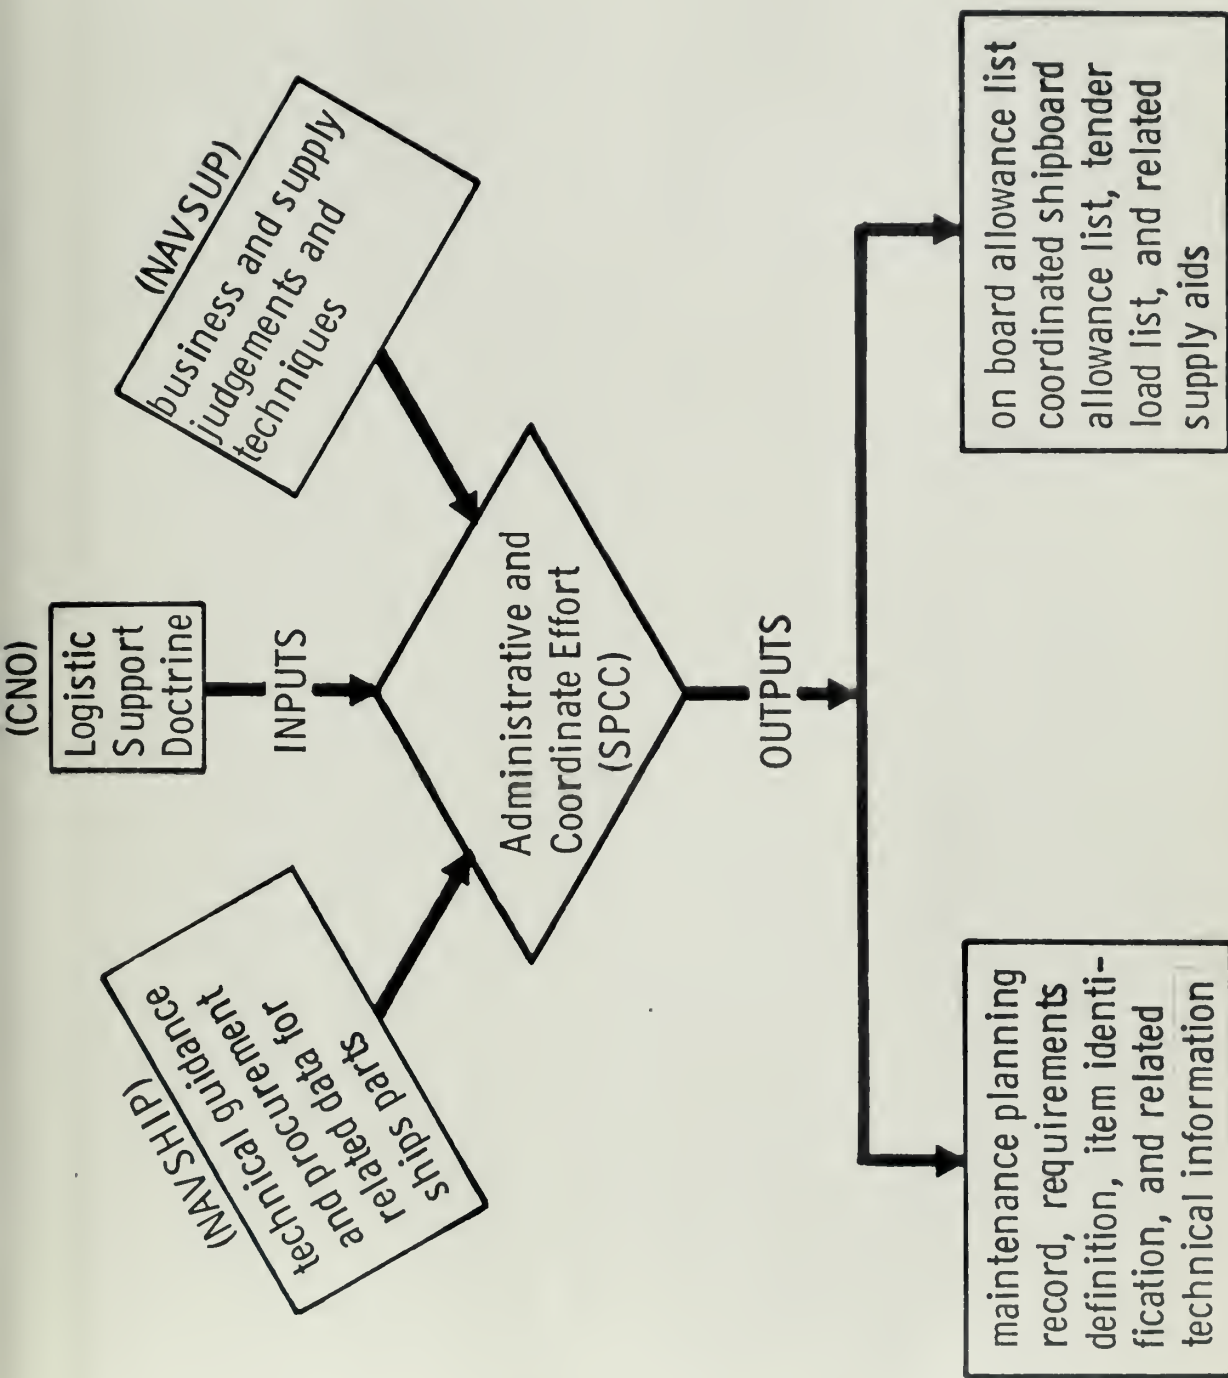 (CNO)
Logistic
Support
Doctrine
INPUTS
(NAVSHIP)
technical guidance
and procurement
related data for
ships parts
(NAVSUP)
business and supply
judgements and
techniques
Administrative and
Coordinate Effort
(SPCC)
OUTPUTS
maintenance planning
record, requirements
definition, item identi-
fication, and related
technical information
on board allowance list
coordinated shipboard
allowance list, tender
load list, and related
supply aids